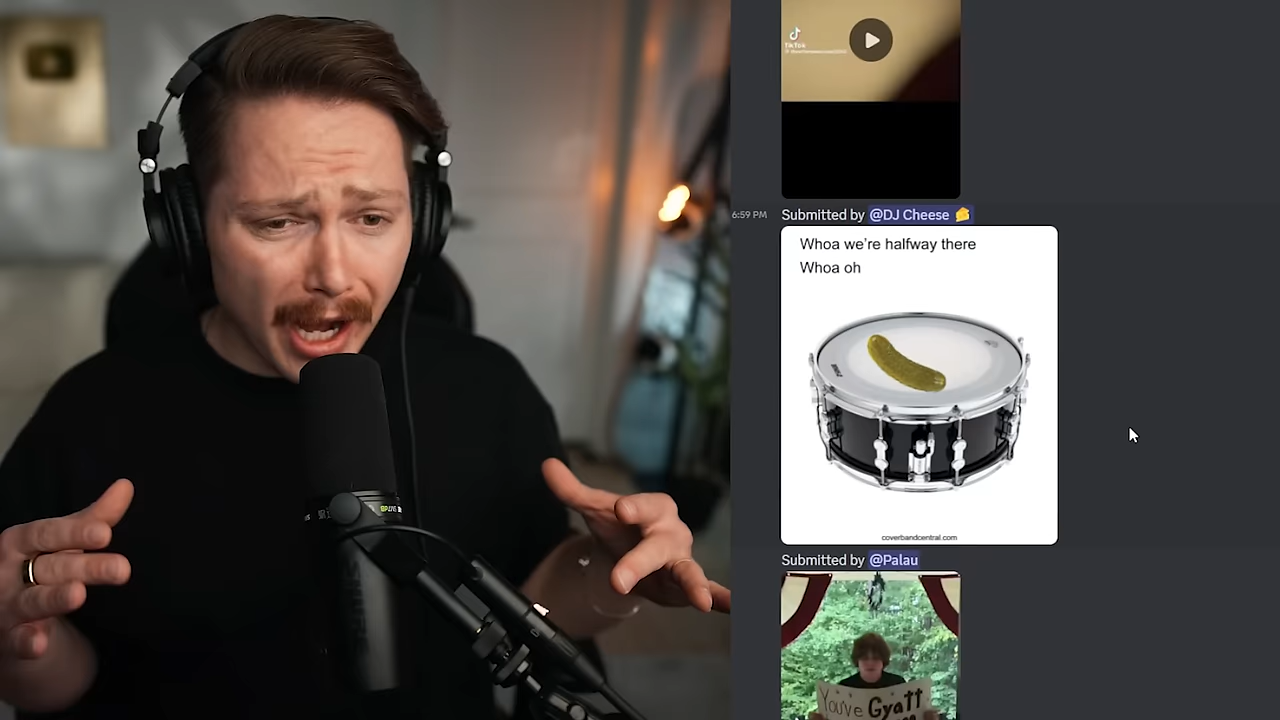 TikTok
6:59 PM
Submitted by @DJ Cheese
Whoa we're halfway there
Whoa oh
coverbandcentral.com
Submitted by @Palau
You've Gyatt